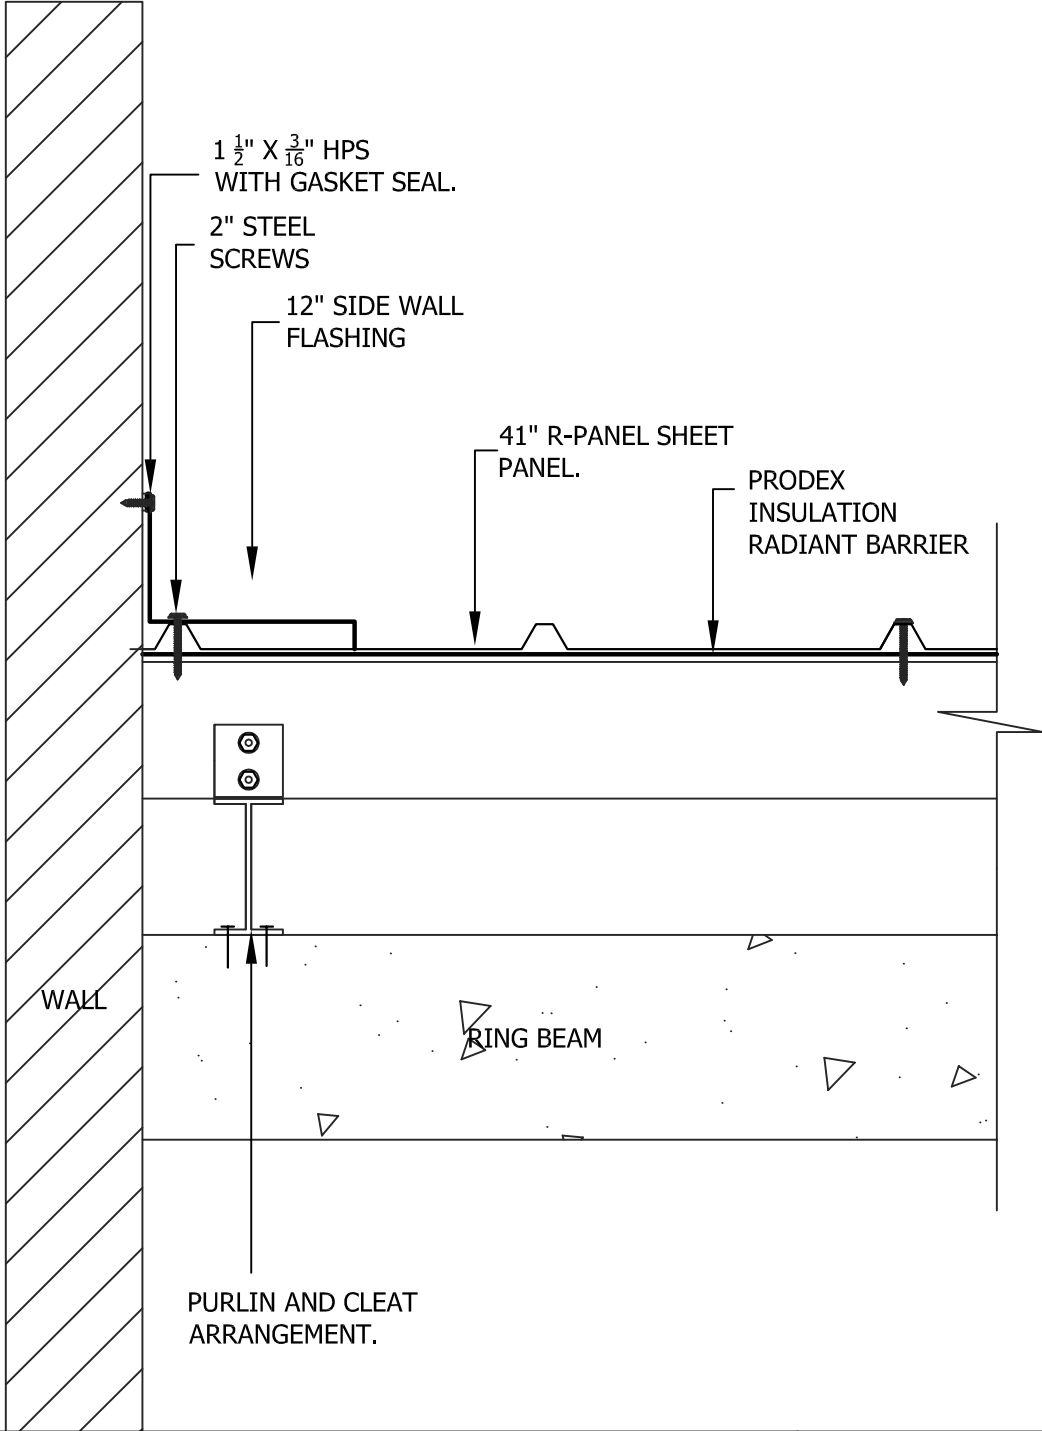 1 1/2" X 3/16" HPS
WITH GASKET SEAL.
2" STEEL
SCREWS
12" SIDE WALL
FLASHING
41" R-PANEL SHEET
PANEL.
PRODEX
INSULATION
RADIANT BARRIER
WALL
RING BEAM
PURLIN AND CLEAT
ARRANGEMENT.